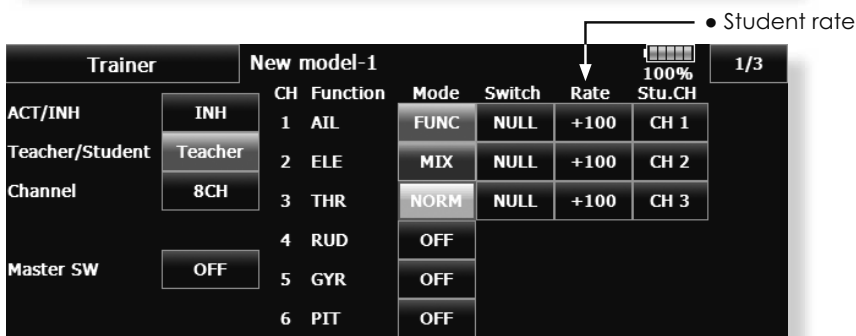 ● Student rate
Trainer New model-1 100% 1/3
CH Function Mode Switch Rate Stu.CH
ACT/INH INH 1 AIL FUNC NULL +100 CH 1
Teacher/Student Teacher 2 ELE MIX NULL +100 CH 2
Channel 8CH 3 THR NORM NULL +100 CH 3
4 RUD OFF
Master SW OFF 5 GYR OFF
6 PIT OFF